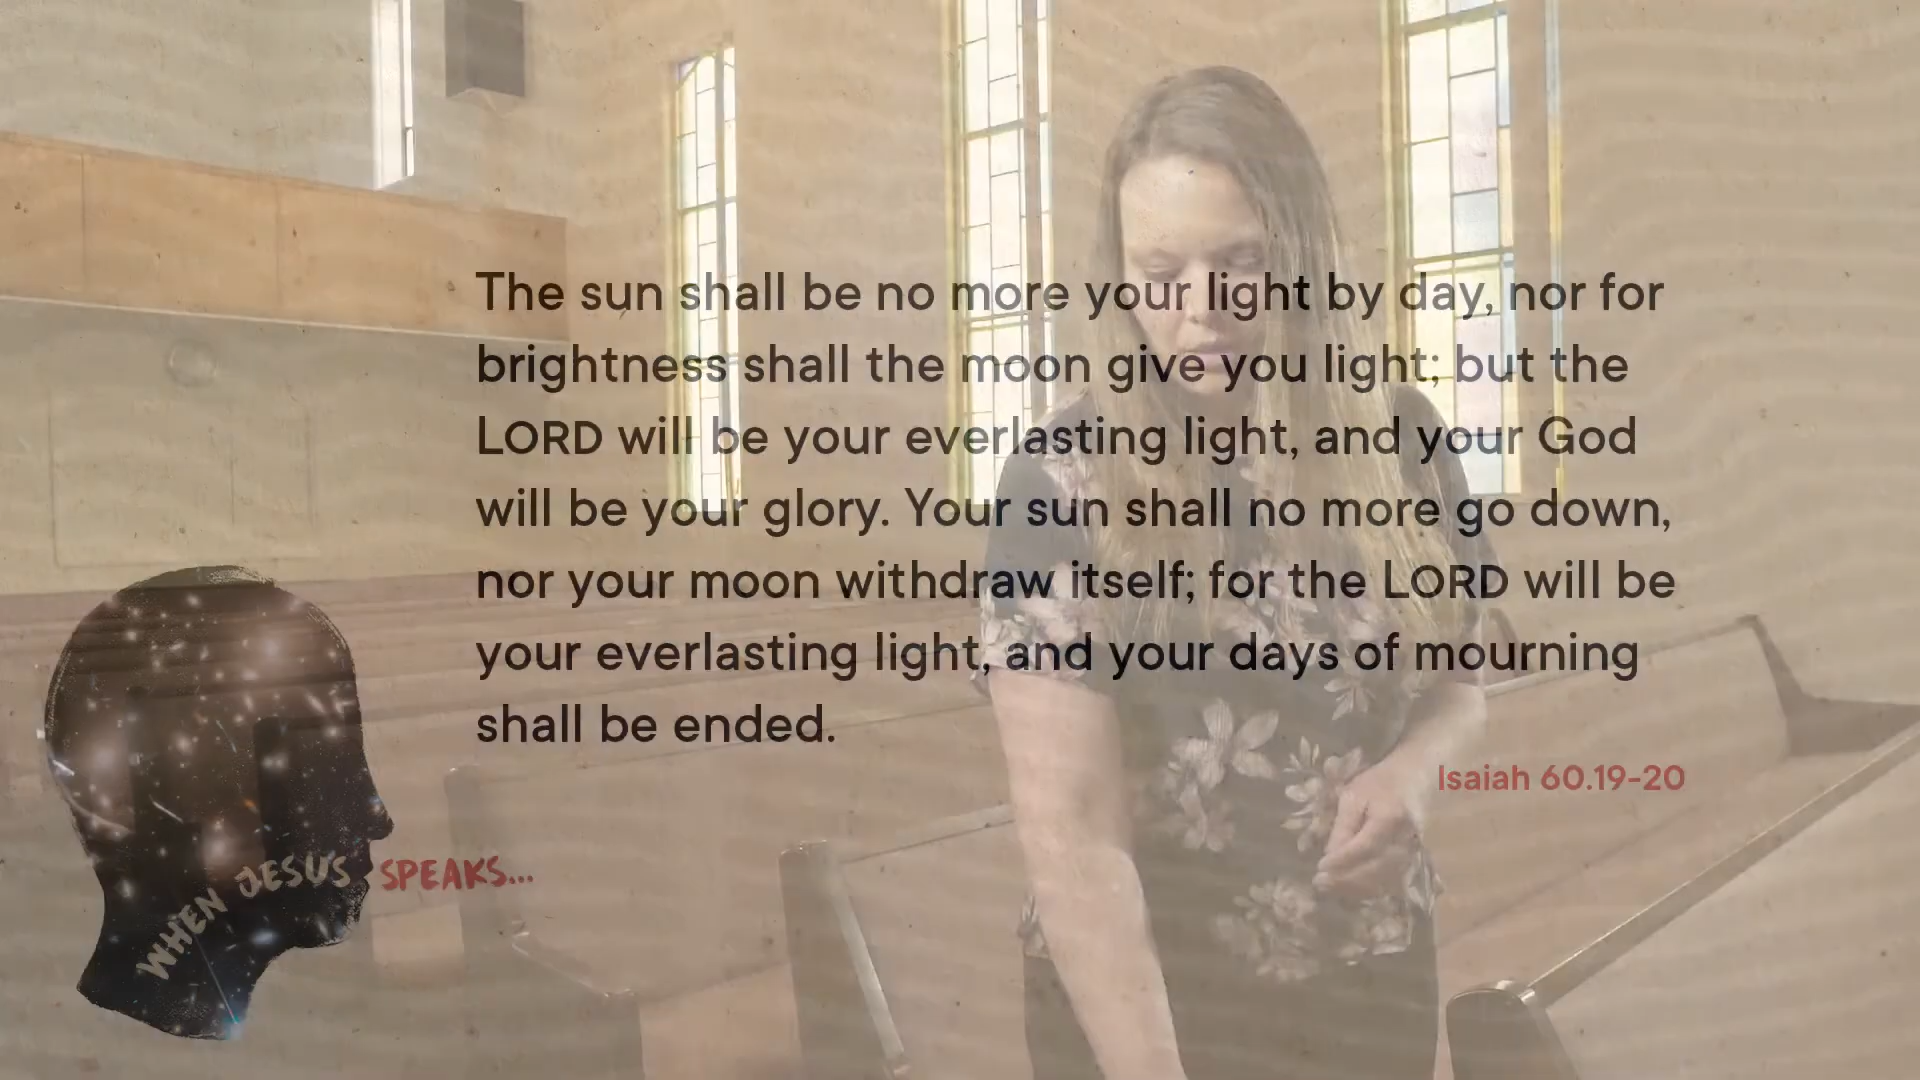 The sun shall be no more your light by day, nor for
brightness shall the moon give you light; but the
LORD will be your everlasting light, and your God
will be your glory. Your sun shall no more go down,
nor your moon withdraw itself; for the LORD will be
your everlasting light, and your days of mourning
shall be ended.
Isaiah 60.19-20
WHEN JESUS SPEAKS...